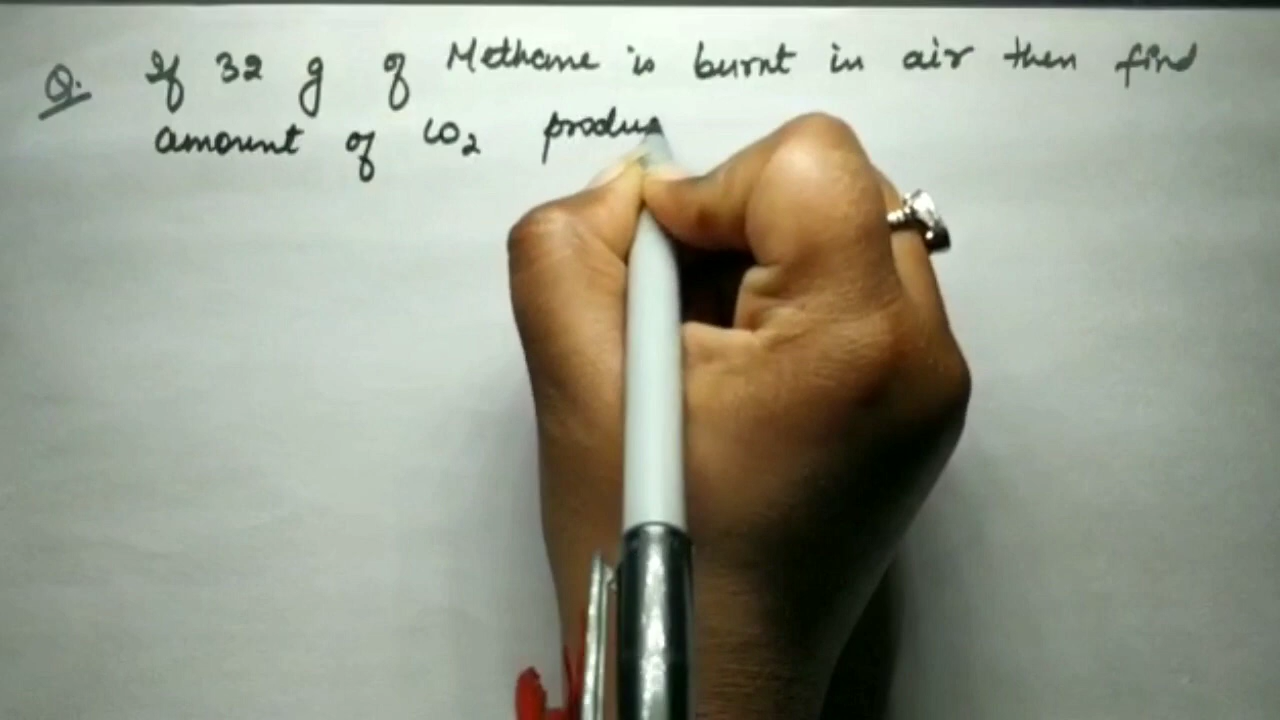 Q. If 32 g of Methane is burnt in air then find
amount of CO2 produ